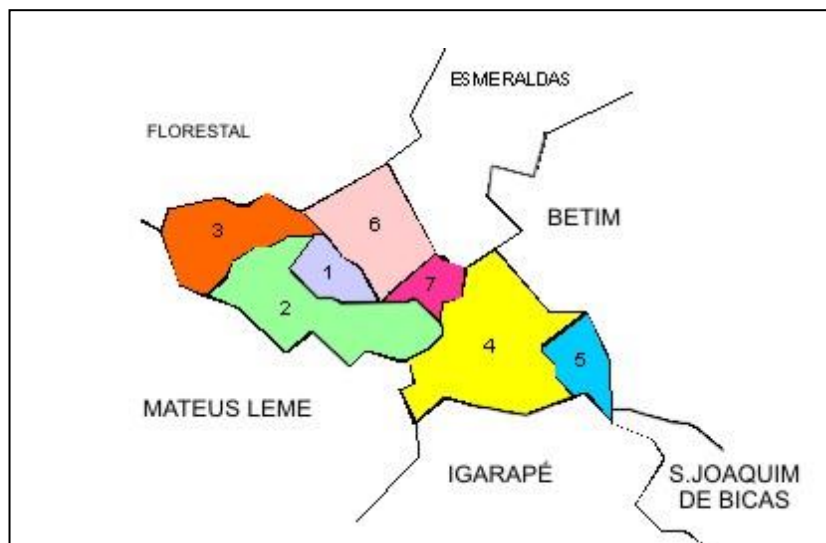 ESMERALDAS
FLORESTAL
BETIM
3
6
1
7
2
4
5
MATEUS LEME
IGARAPÉ
S.JOAQUIM
DE BICAS